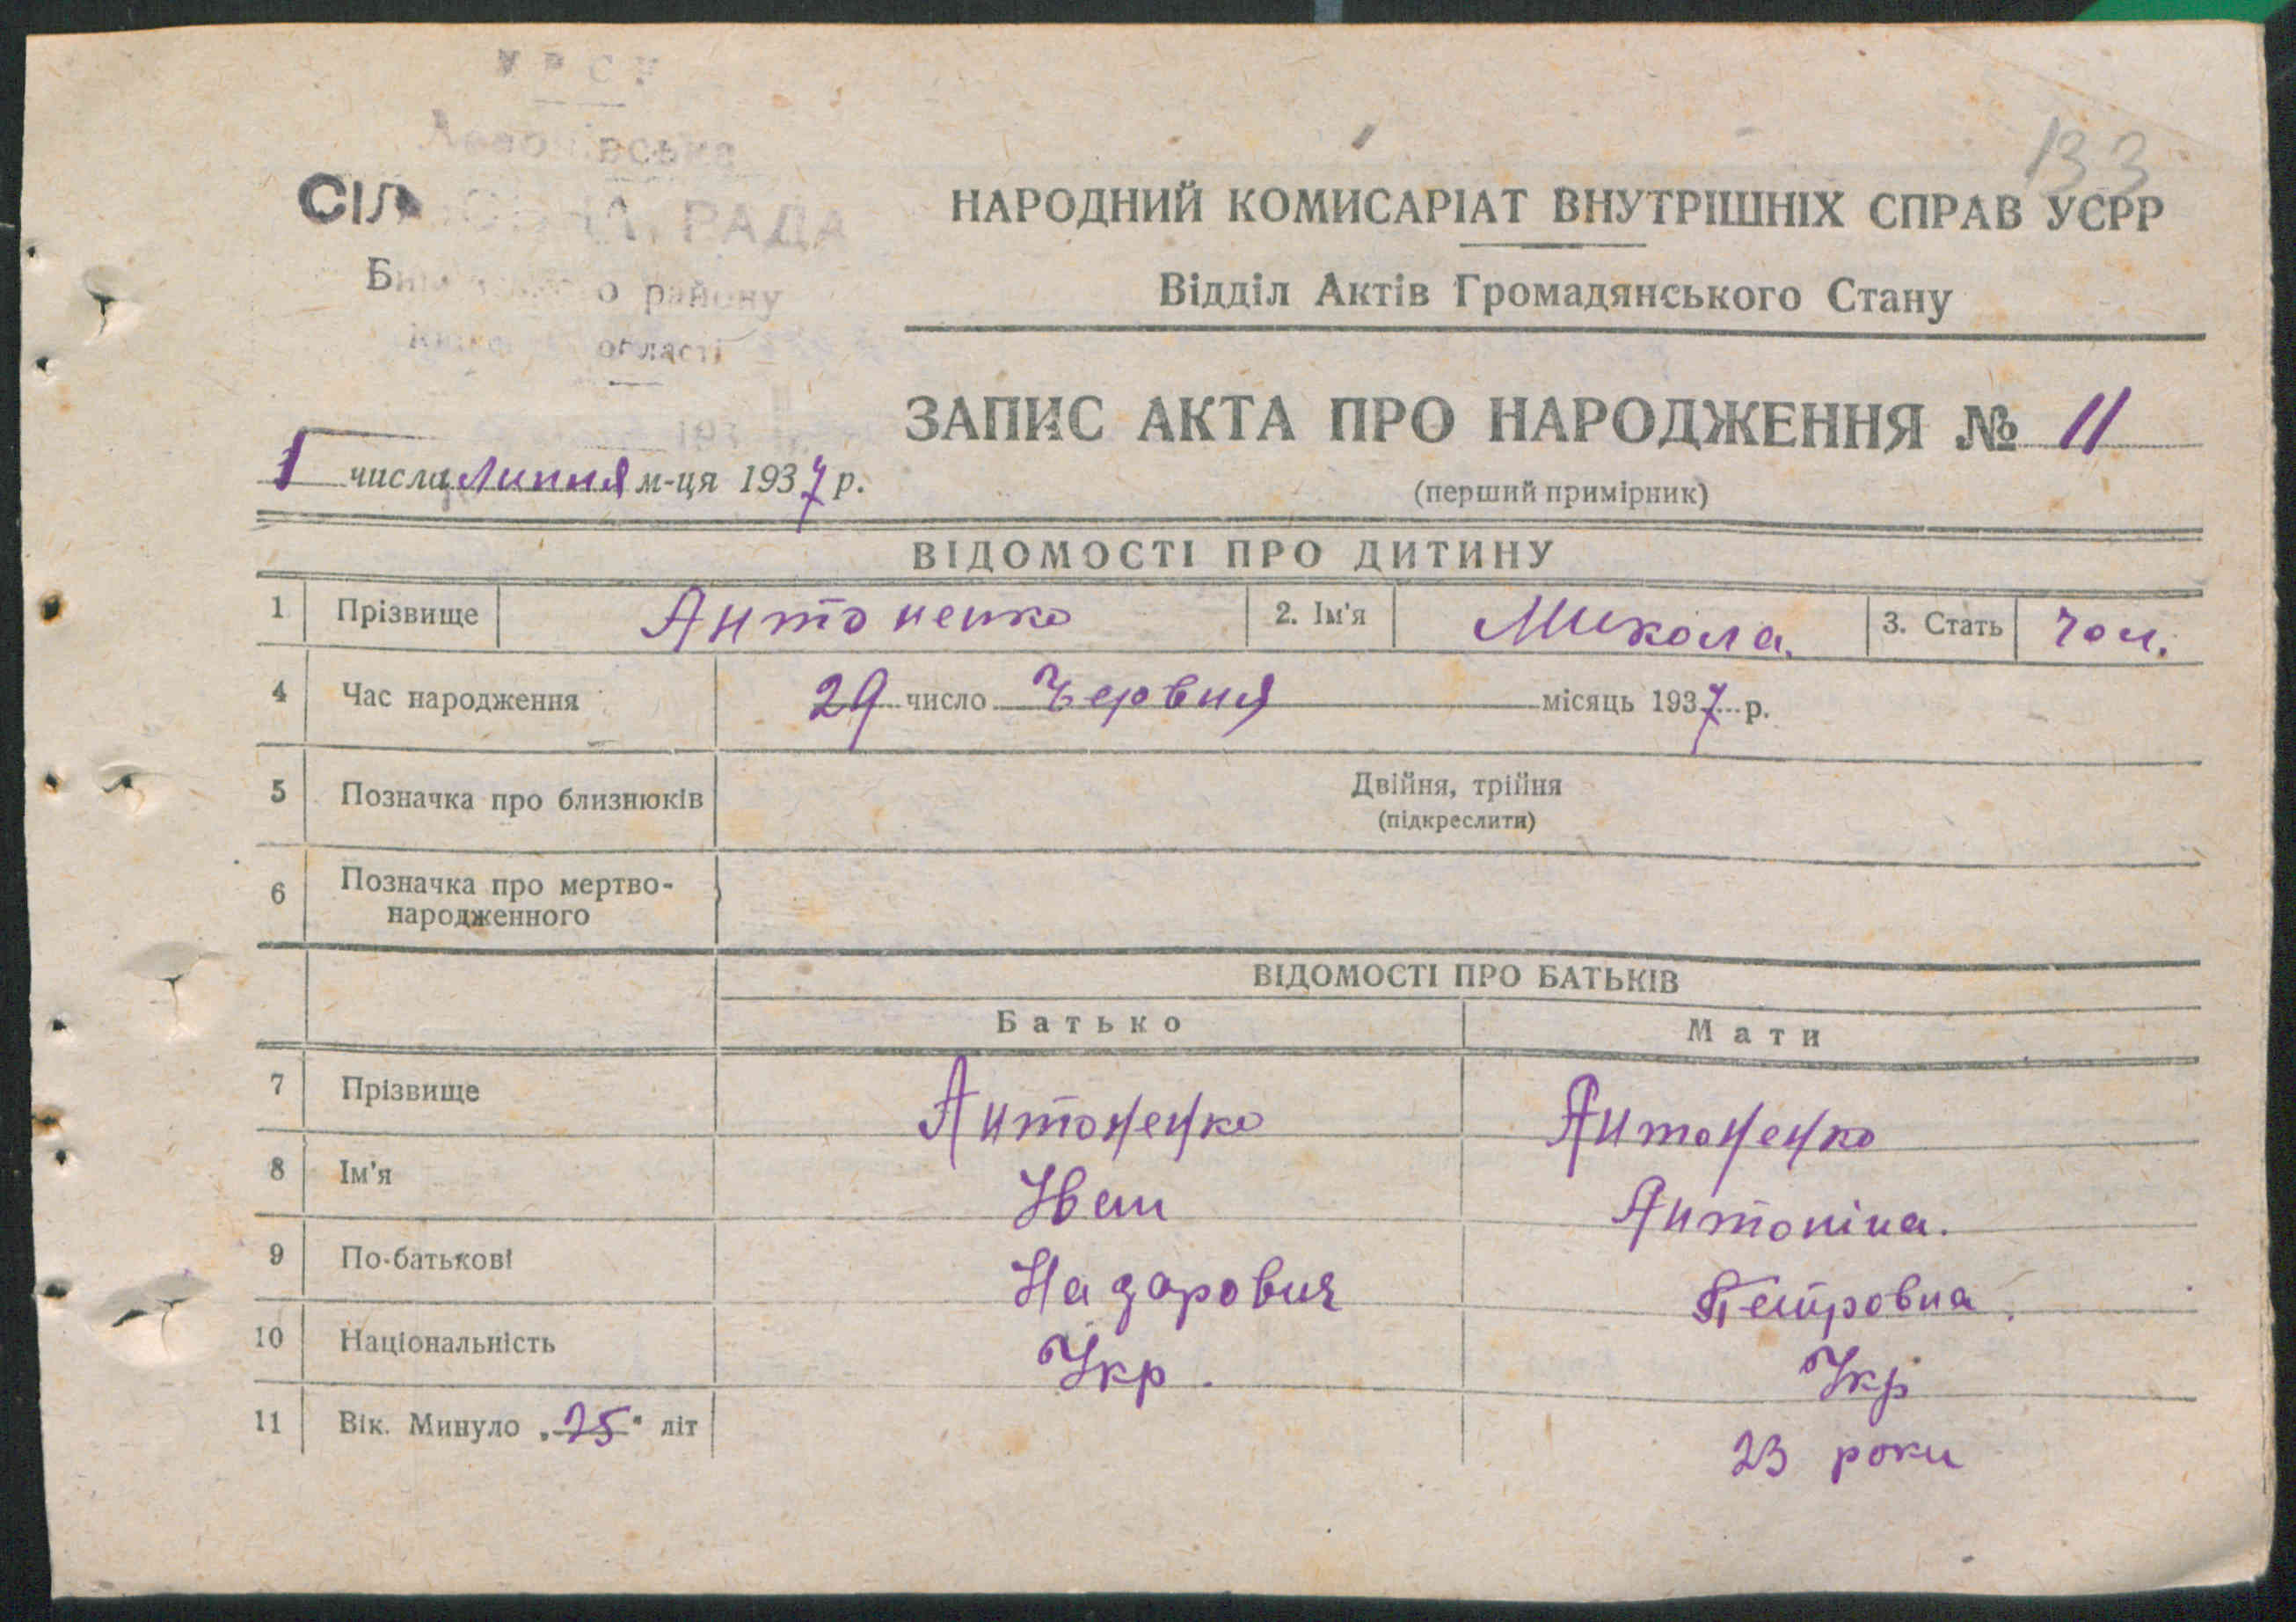 УРСР
СІЛ РАДА
району
області
133
НАРОДНИЙ КОМИСАРІАТ ВНУТРІШНІХ СПРАВ УСРР
Відділ Актів Громадянського Стану
ЗАПИС АКТА ПРО НАРОДЖЕННЯ № 11
1 числа липня м-ця 1937 р.
(перший примірник)
ВІДОМОСТІ ПРО ДИТИНУ
1 Прізвище Антоненко 2. Ім'я Микола. 3. Стать чол.
4 Час народження 29 число Червня місяць 1937 р.
5 Позначка про близнюків Двійня, трійня
(підкреслити)
6 Позначка про мертво-
народженного
ВІДОМОСТІ ПРО БАТЬКІВ
Батько Мати
7 Прізвище Антоненко Антоненко
8 Ім'я Іван Антоніна.
9 По-батькові Назарович Петровна.
10 Національність Укр. Укр
11 Вік. Минуло „25" літ 23 роки